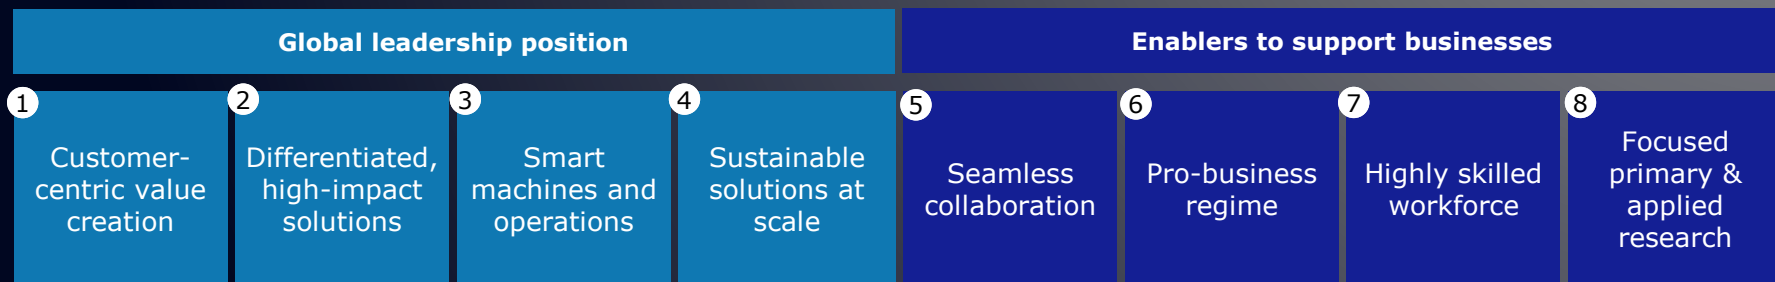 Global leadership position
Enablers to support businesses
1
Customer-
centric value
creation
2
Differentiated,
high-impact
solutions
3
Smart
machines and
operations
4
Sustainable
solutions at
scale
5
Seamless
collaboration
6
Pro-business
regime
7
Highly skilled
workforce
8
Focused
primary &
applied
research